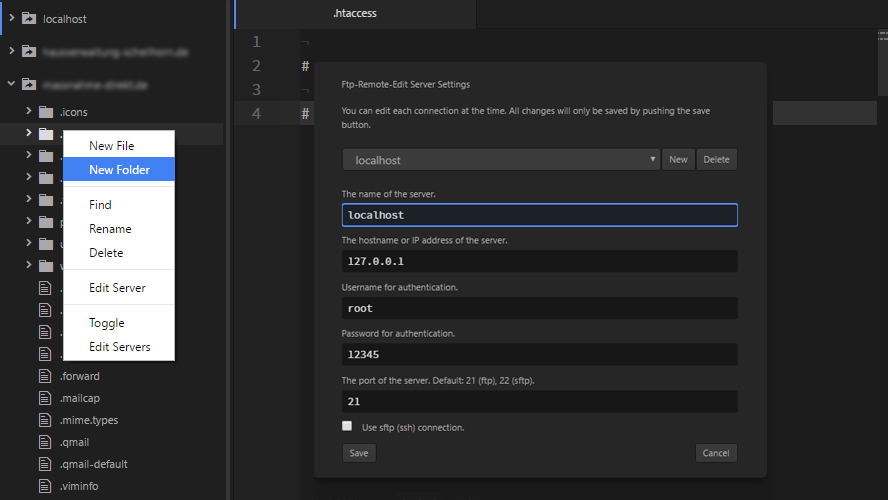 localhost
.icons
.
.
.
.
p
u
w
.
.
.
.
.forward
.mailcap
.mime.types
.qmail
.qmail-default
.viminfo
New File
New Folder
Find
Rename
Delete
Edit Server
Toggle
Edit Servers
.htaccess
1 ¬
2 #
3 ¬
4 #
Ftp-Remote-Edit Server Settings
You can edit each connection at the time. All changes will only be saved by pushing the save
button.
localhost
New
Delete
The name of the server.
localhost
The hostname or IP address of the server.
127.0.0.1
Username for authentication.
root
Password for authentication.
12345
The port of the server. Default: 21 (ftp), 22 (sftp).
21
Use sftp (ssh) connection.
Save
Cancel